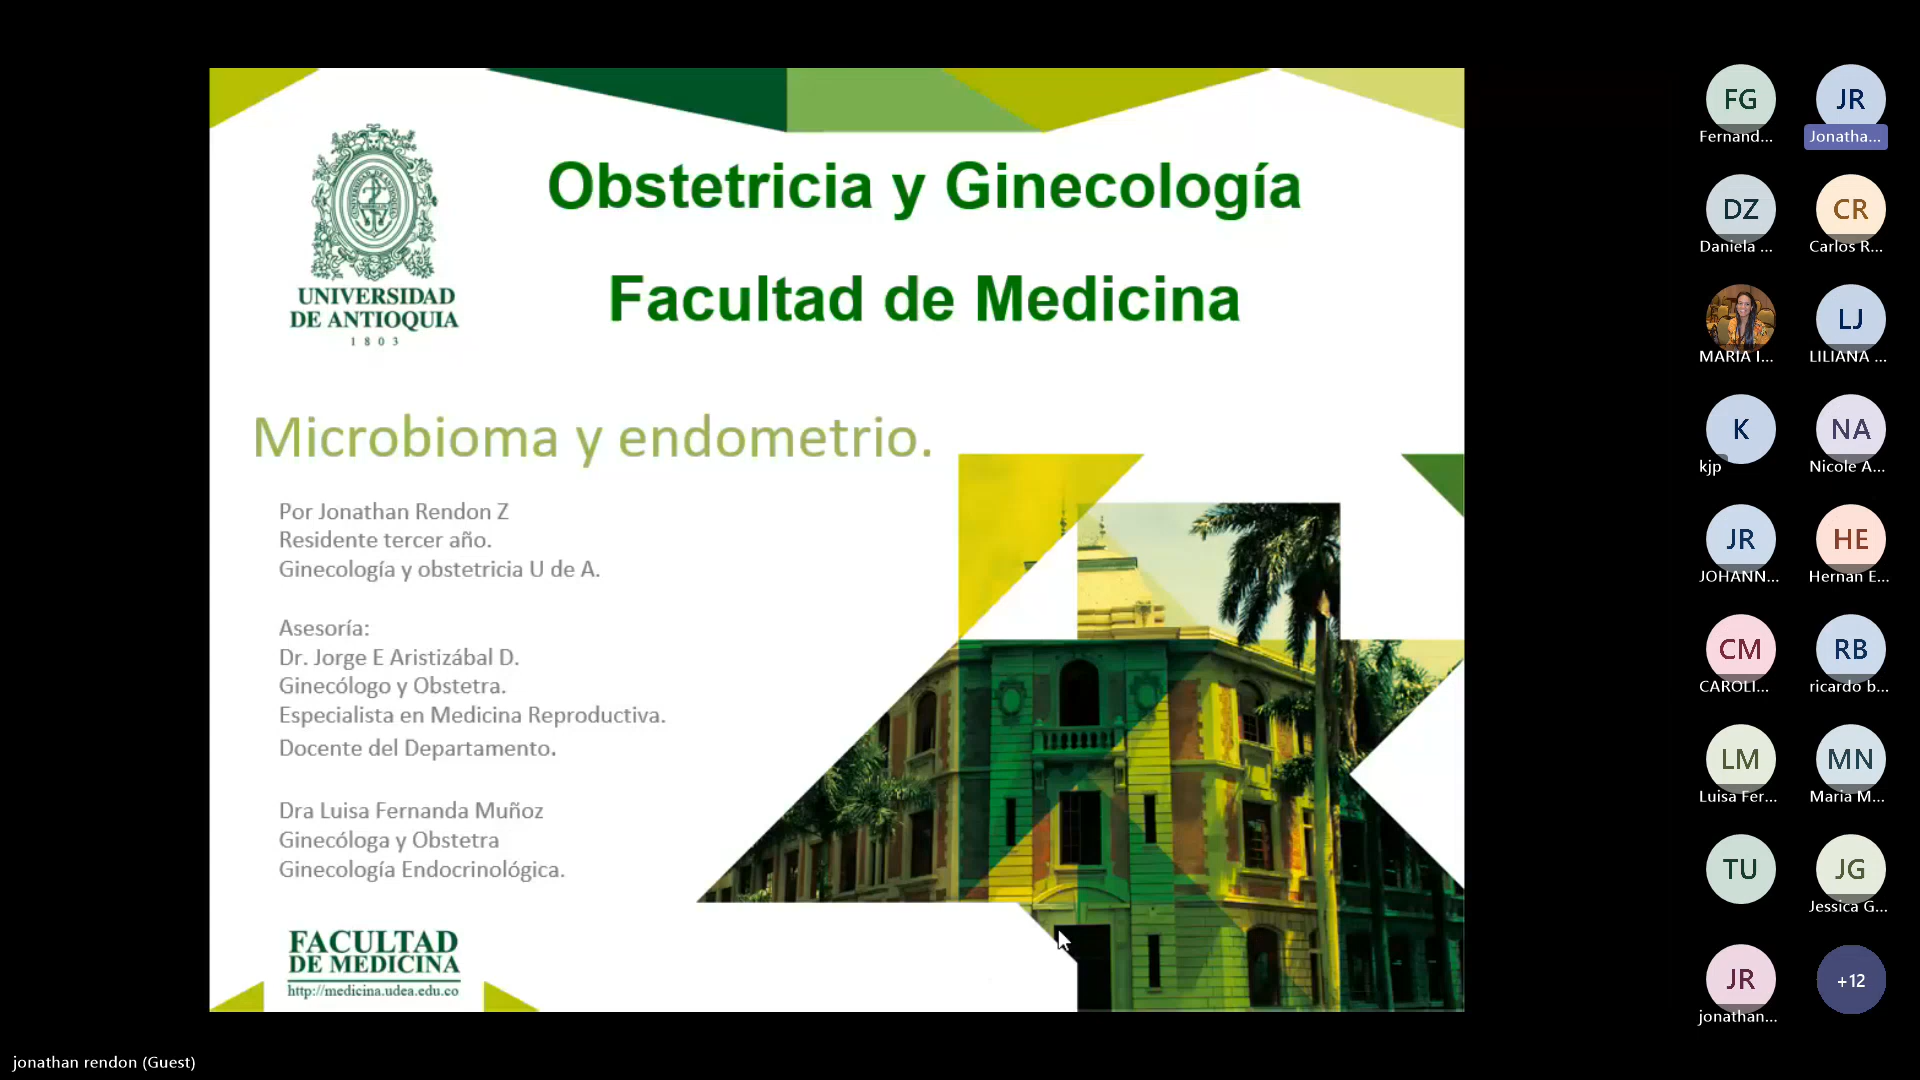 UNIVERSIDAD
DE ANTIOQUIA
1803
Obstetricia y Ginecología
Facultad de Medicina
Microbioma y endometrio.
Por Jonathan Rendon Z
Residente tercer año.
Ginecología y obstetricia U de A.
Asesoría:
Dr. Jorge E Aristizábal D.
Ginecólogo y Obstetra.
Especialista en Medicina Reproductiva.
Docente del Departamento.
Dra Luisa Fernanda Muñoz
Ginecóloga y Obstetra
Ginecología Endocrinológica.
FACULTAD
DE MEDICINA
http://medicina.udea.edu.co
FG
Fernand...
JR
Jonatha...
DZ
Daniela ...
CR
Carlos R...
MARIA I...
LJ
LILIANA ...
K
kjp
NA
Nicole A...
JR
JOHANN...
HE
Hernan E...
CM
CAROLI...
RB
ricardo b...
LM
Luisa Fer...
MN
Maria M...
TU
JG
Jessica G...
JR
jonathan...
+12
jonathan rendon (Guest)